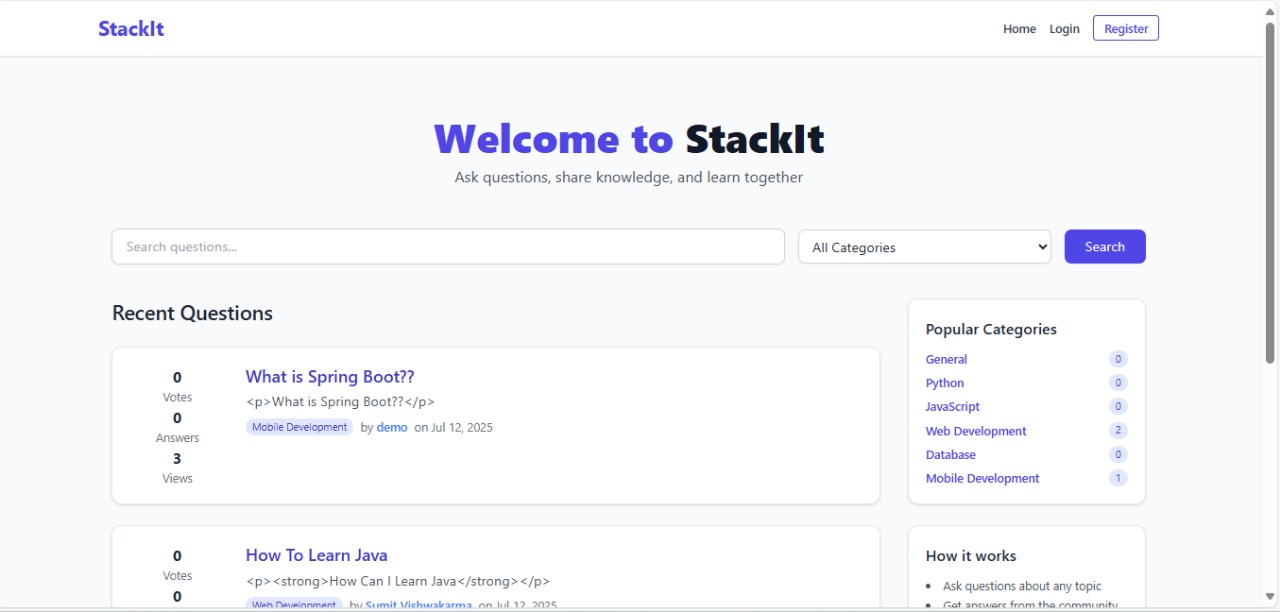 StackIt
Home Login Register
Welcome to StackIt
Ask questions, share knowledge, and learn together
Search questions...
All Categories
Search
Recent Questions
0
Votes
0
Answers
3
Views
What is Spring Boot??
<p>What is Spring Boot??</p>
Mobile Development by demo on Jul 12, 2025
0
Votes
0
How To Learn Java
<p><strong>How Can I Learn Java</strong></p>
Web Development by Sumit Vishwakarma on Jul 12, 2025
Popular Categories
General 0
Python 0
JavaScript 0
Web Development 2
Database 0
Mobile Development 1
How it works
Ask questions about any topic
Get answers from the community